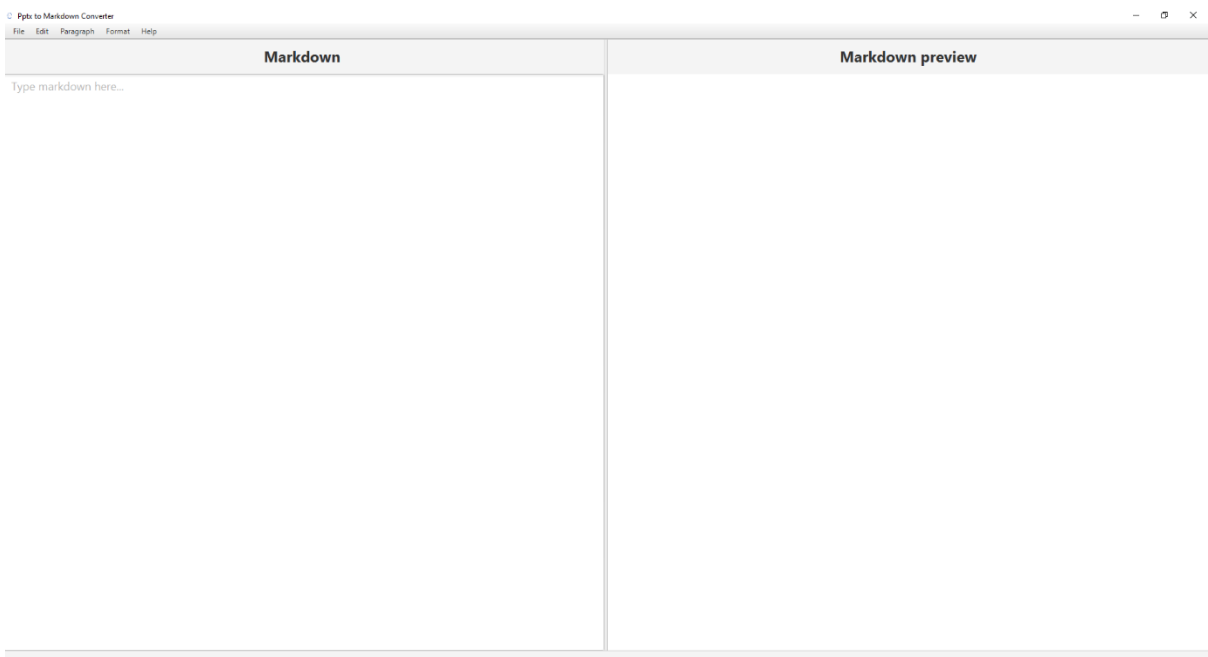 Pptx to Markdown Converter
File Edit Paragraph Format Help
Markdown
Markdown preview
Type markdown here...